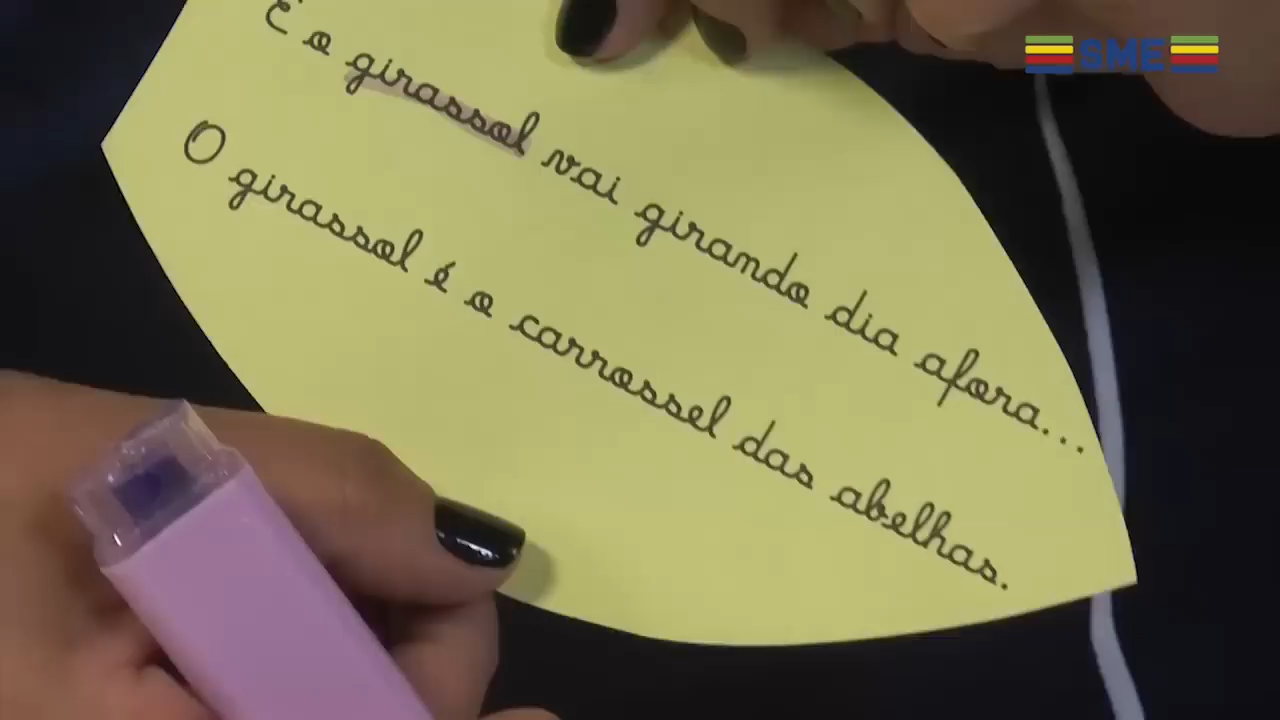 SME
E o girassol vai girando dia afora...
O girassol é o carrossel das abelhas.